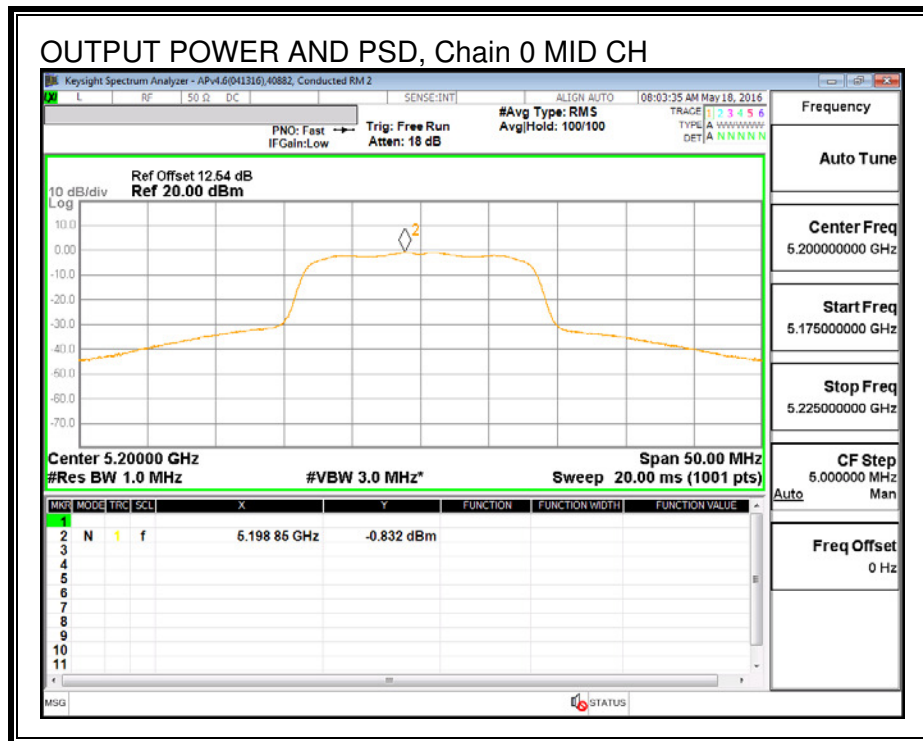 OUTPUT POWER AND PSD, Chain 0 MID CH
Keysight Spectrum Analyzer - APv4.6(041316),40882, Conducted RM 2
L RF 50 Ω DC SENSE:INT ALIGN AUTO 08:03:35 AM May 18, 2016
PNO: Fast Trig: Free Run #Avg Type: RMS TRACE 1 2 3 4 5 6
IFGain:Low Atten: 18 dB Avg|Hold: 100/100 TYPE A WWWWW
DET A N N N N N
Frequency
Auto Tune
Center Freq
5.200000000 GHz
Start Freq
5.175000000 GHz
Stop Freq
5.225000000 GHz
CF Step
5.000000 MHz
Auto Man
Freq Offset
0 Hz
Ref Offset 12.54 dB
10 dB/div Ref 20.00 dBm
Log
10.0
0.00
-10.0
-20.0
-30.0
-40.0
-50.0
-60.0
-70.0
2
Center 5.20000 GHz Span 50.00 MHz
#Res BW 1.0 MHz #VBW 3.0 MHz* Sweep 20.00 ms (1001 pts)
MKR MODE TRC SCL X Y FUNCTION FUNCTION WIDTH FUNCTION VALUE
1
2 N 1 f 5.198 85 GHz -0.832 dBm
3
4
5
6
7
8
9
10
11
MSG STATUS